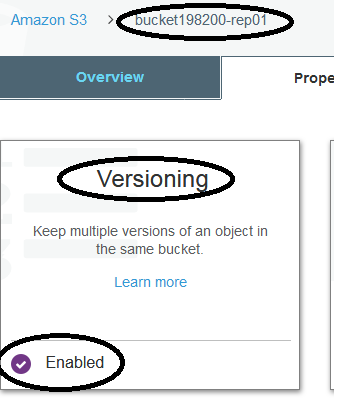 Amazon S3 > bucket198200-rep01
Overview Prope
Versioning
Keep multiple versions of an object in
the same bucket.
Learn more
Enabled